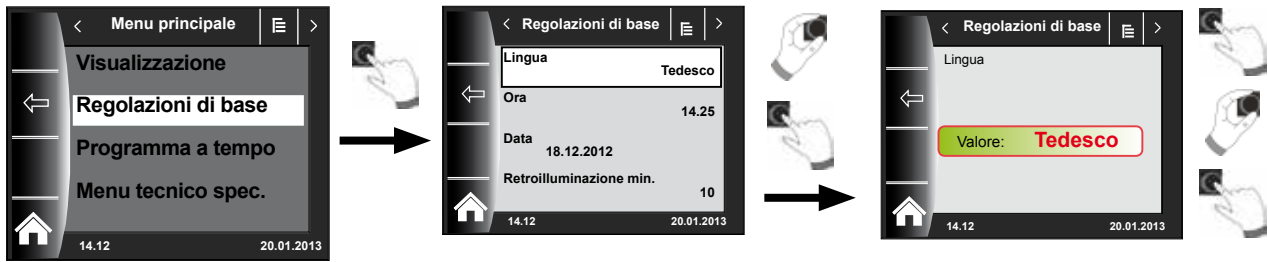 Menu principale
Visualizzazione
Regolazioni di base
Programma a tempo
Menu tecnico spec.
14.12 20.01.2013
Regolazioni di base
Lingua
Tedesco
Ora
14.25
Data
18.12.2012
Retroilluminazione min.
10
14.12 20.01.2013
Regolazioni di base
Lingua
Valore: Tedesco
14.12 20.01.2013